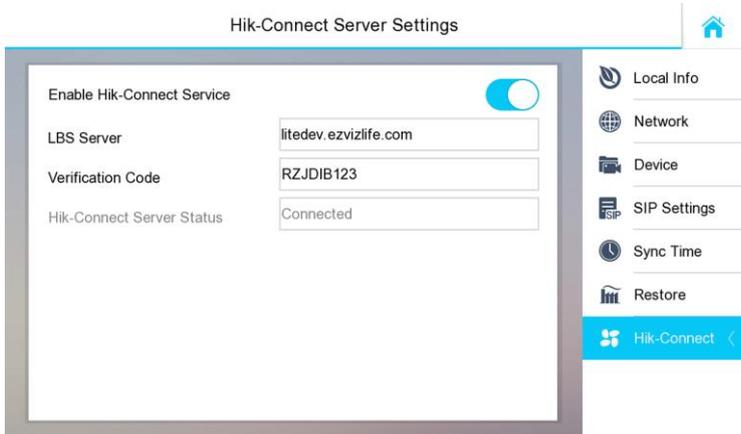 Hik-Connect Server Settings
Enable Hik-Connect Service
LBS Server
litedev.ezvizlife.com
Verification Code
RZJDIB123
Hik-Connect Server Status
Connected
Local Info
Network
Device
SIP
SIP Settings
Sync Time
Restore
Hik-Connect